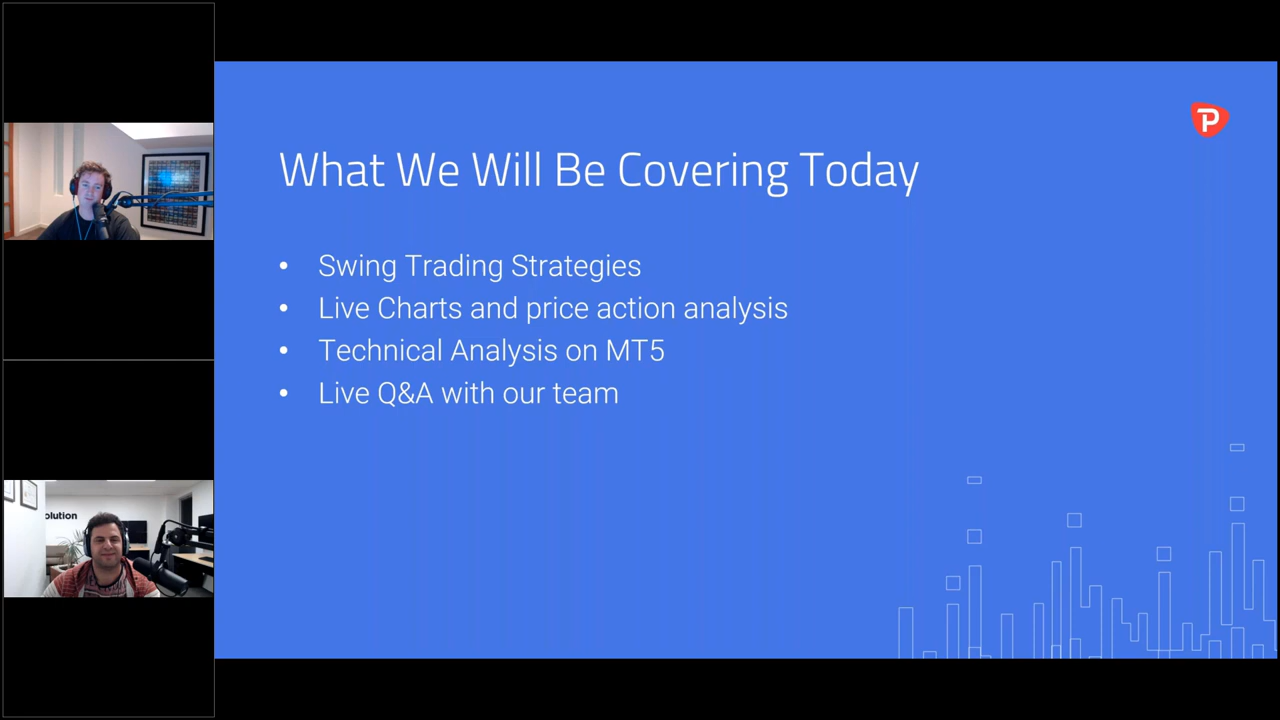 What We Will Be Covering Today
• Swing Trading Strategies
• Live Charts and price action analysis
• Technical Analysis on MT5
• Live Q&A with our team
P
olution